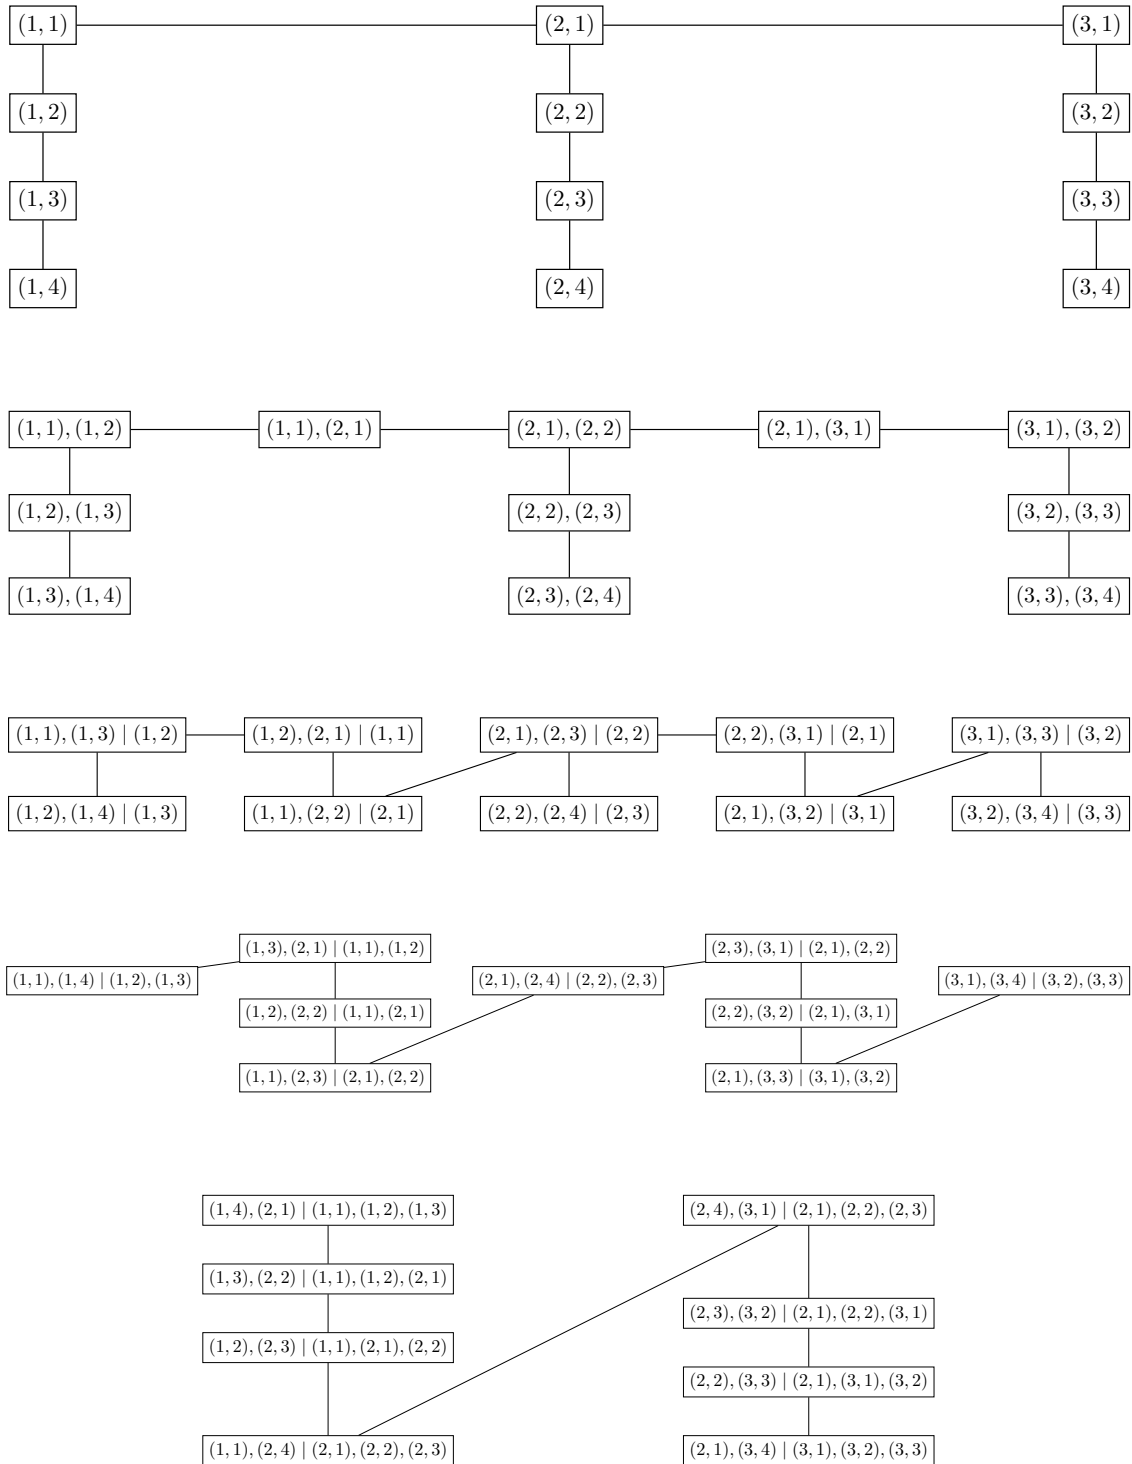 (1, 1) (2, 1) (3, 1)
(1, 2) (2, 2) (3, 2)
(1, 3) (2, 3) (3, 3)
(1, 4) (2, 4) (3, 4)
(1, 1), (1, 2) (1, 1), (2, 1) (2, 1), (2, 2) (2, 1), (3, 1) (3, 1), (3, 2)
(1, 2), (1, 3) (2, 2), (2, 3) (3, 2), (3, 3)
(1, 3), (1, 4) (2, 3), (2, 4) (3, 3), (3, 4)
(1, 1), (1, 3) | (1, 2) (1, 2), (2, 1) | (1, 1) (2, 1), (2, 3) | (2, 2) (2, 2), (3, 1) | (2, 1) (3, 1), (3, 3) | (3, 2)
(1, 2), (1, 4) | (1, 3) (1, 1), (2, 2) | (2, 1) (2, 2), (2, 4) | (2, 3) (2, 1), (3, 2) | (3, 1) (3, 2), (3, 4) | (3, 3)
(1, 3), (2, 1) | (1, 1), (1, 2) (2, 3), (3, 1) | (2, 1), (2, 2)
(1, 1), (1, 4) | (1, 2), (1, 3) (2, 1), (2, 4) | (2, 2), (2, 3) (3, 1), (3, 4) | (3, 2), (3, 3)
(1, 2), (2, 2) | (1, 1), (2, 1) (2, 2), (3, 2) | (2, 1), (3, 1)
(1, 1), (2, 3) | (2, 1), (2, 2) (2, 1), (3, 3) | (3, 1), (3, 2)
(1, 4), (2, 1) | (1, 1), (1, 2), (1, 3) (2, 4), (3, 1) | (2, 1), (2, 2), (2, 3)
(1, 3), (2, 2) | (1, 1), (1, 2), (2, 1)
(2, 3), (3, 2) | (2, 1), (2, 2), (3, 1)
(1, 2), (2, 3) | (1, 1), (2, 1), (2, 2)
(2, 2), (3, 3) | (2, 1), (3, 1), (3, 2)
(1, 1), (2, 4) | (2, 1), (2, 2), (2, 3) (2, 1), (3, 4) | (3, 1), (3, 2), (3, 3)